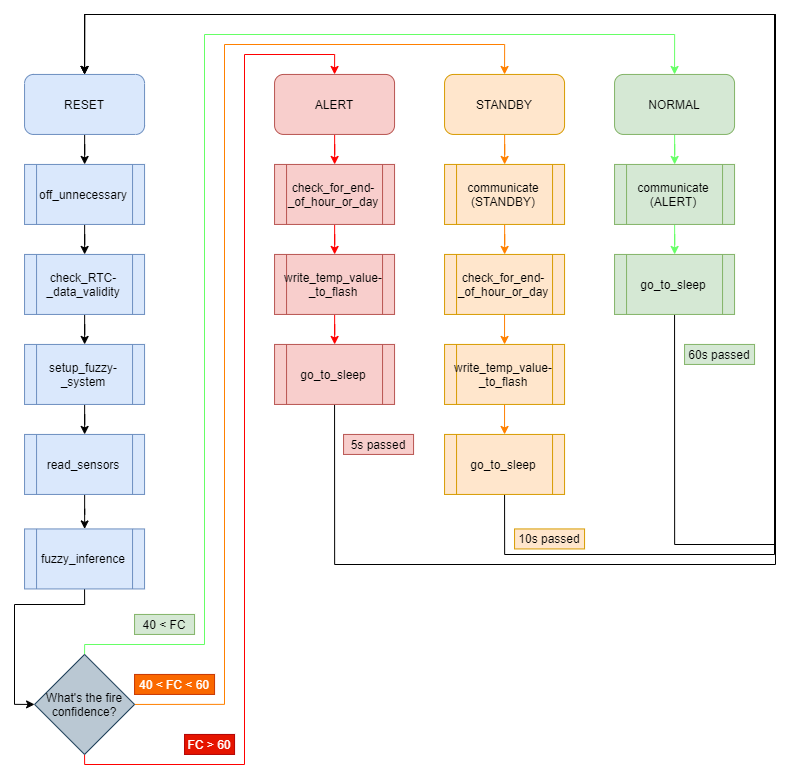 RESET
off_unnecessary
check_RTC-
_data_validity
setup_fuzzy-
_system
read_sensors
fuzzy_inference
What's the fire
confidence?
40 < FC
40 < FC < 60
FC > 60
ALERT
check_for_end-
_of_hour_or_day
write_temp_value-
_to_flash
go_to_sleep
5s passed
STANDBY
communicate
(STANDBY)
check_for_end-
_of_hour_or_day
write_temp_value-
_to_flash
go_to_sleep
10s passed
NORMAL
communicate
(ALERT)
go_to_sleep
60s passed